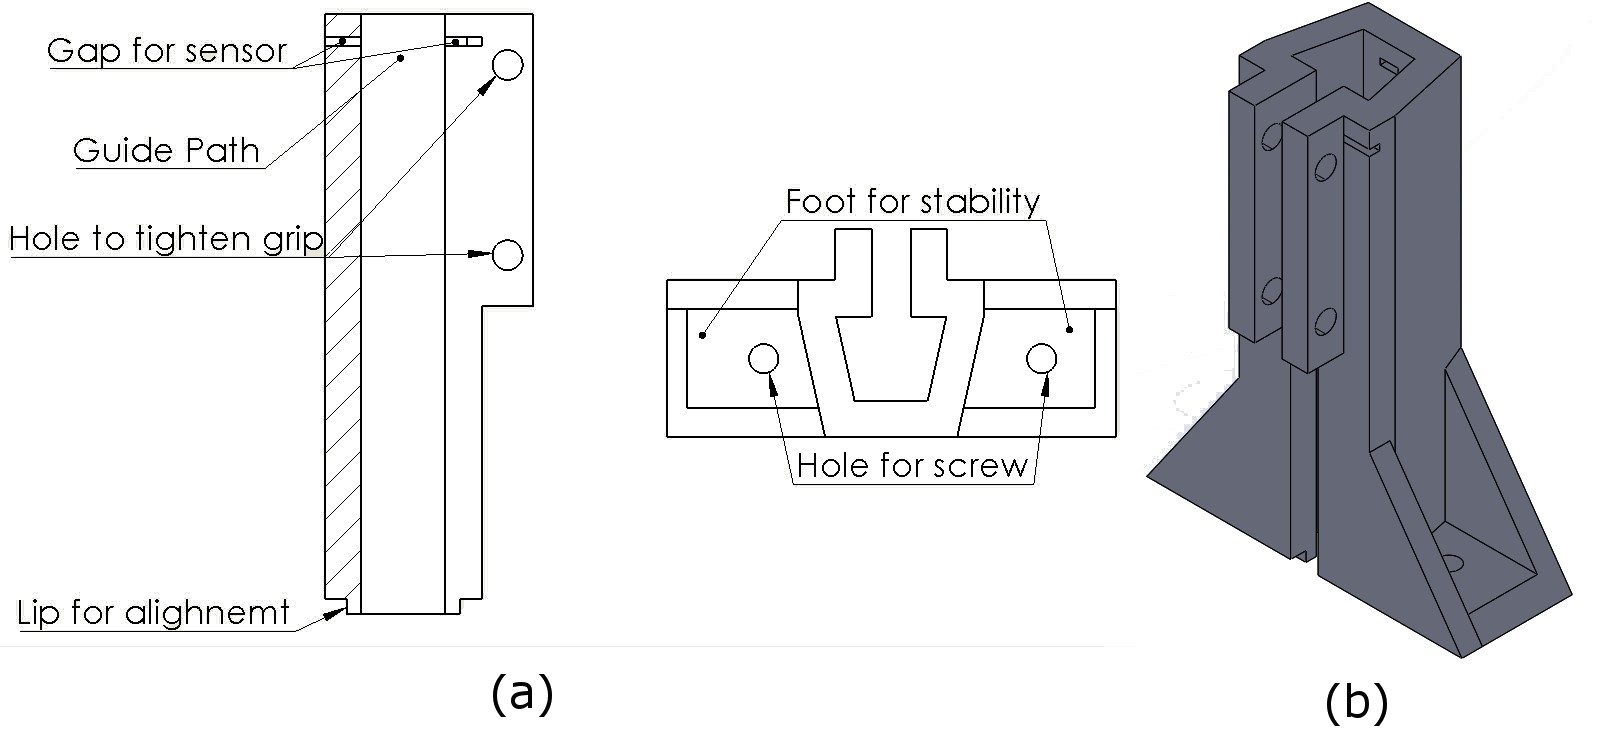 Gap for sensor
Guide Path
Hole to tighten grip
Lip for alighnemt
Foot for stability
Hole for screw
(a)
(b)